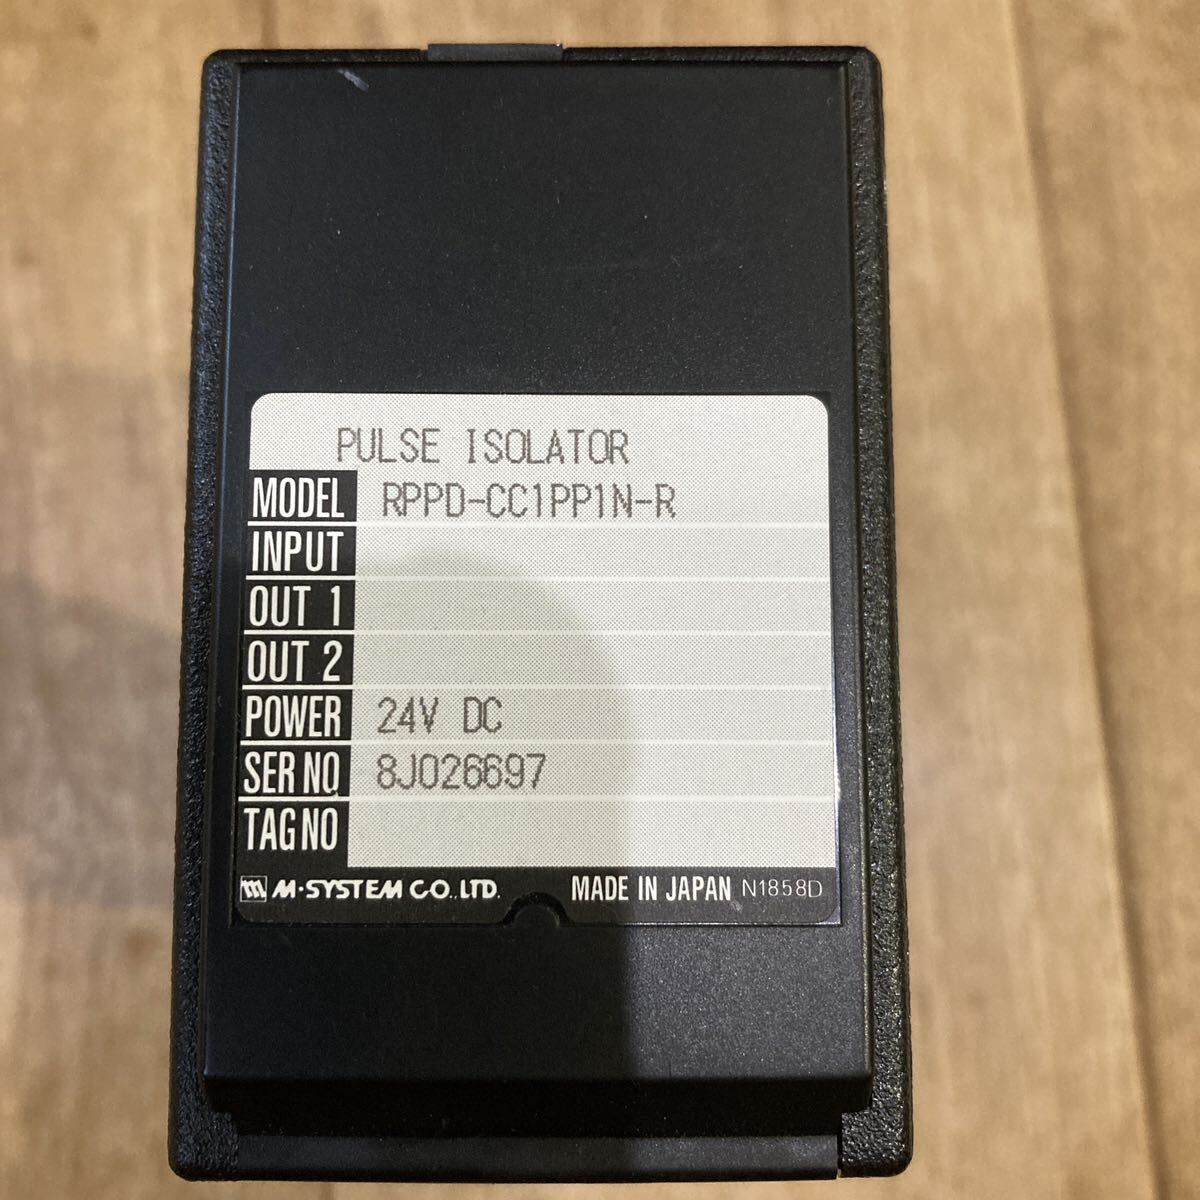 PULSE ISOLATOR
MODEL RPPD-CC1PP1N-R
INPUT
OUT 1
OUT 2
POWER 24V DC
SER NO 8J026697
TAG NO
M·SYSTEM CO.,LTD. MADE IN JAPAN N1858D